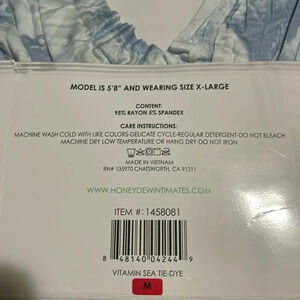 MODEL IS 5'8" AND WEARING SIZE X-LARGE
CONTENT:
95% RAYON 5% SPANDEX
CARE INSTRUCTIONS:
MACHINE WASH COLD WITH LIKE COLORS-DELICATE CYCLE-REGULAR DETERGENT-DO NOT BLEACH
MACHINE DRY LOW TEMPERATURE OR HANG DRY-DO NOT IRON.
MADE IN VIETNAM
RN# 135970 CHATSWORTH, CA 91311
WWW.HONEYDEWINTIMATES.COM
ITEM #: 1458081
8 48140 04244 9
VITAMIN SEA TIE-DYE
M